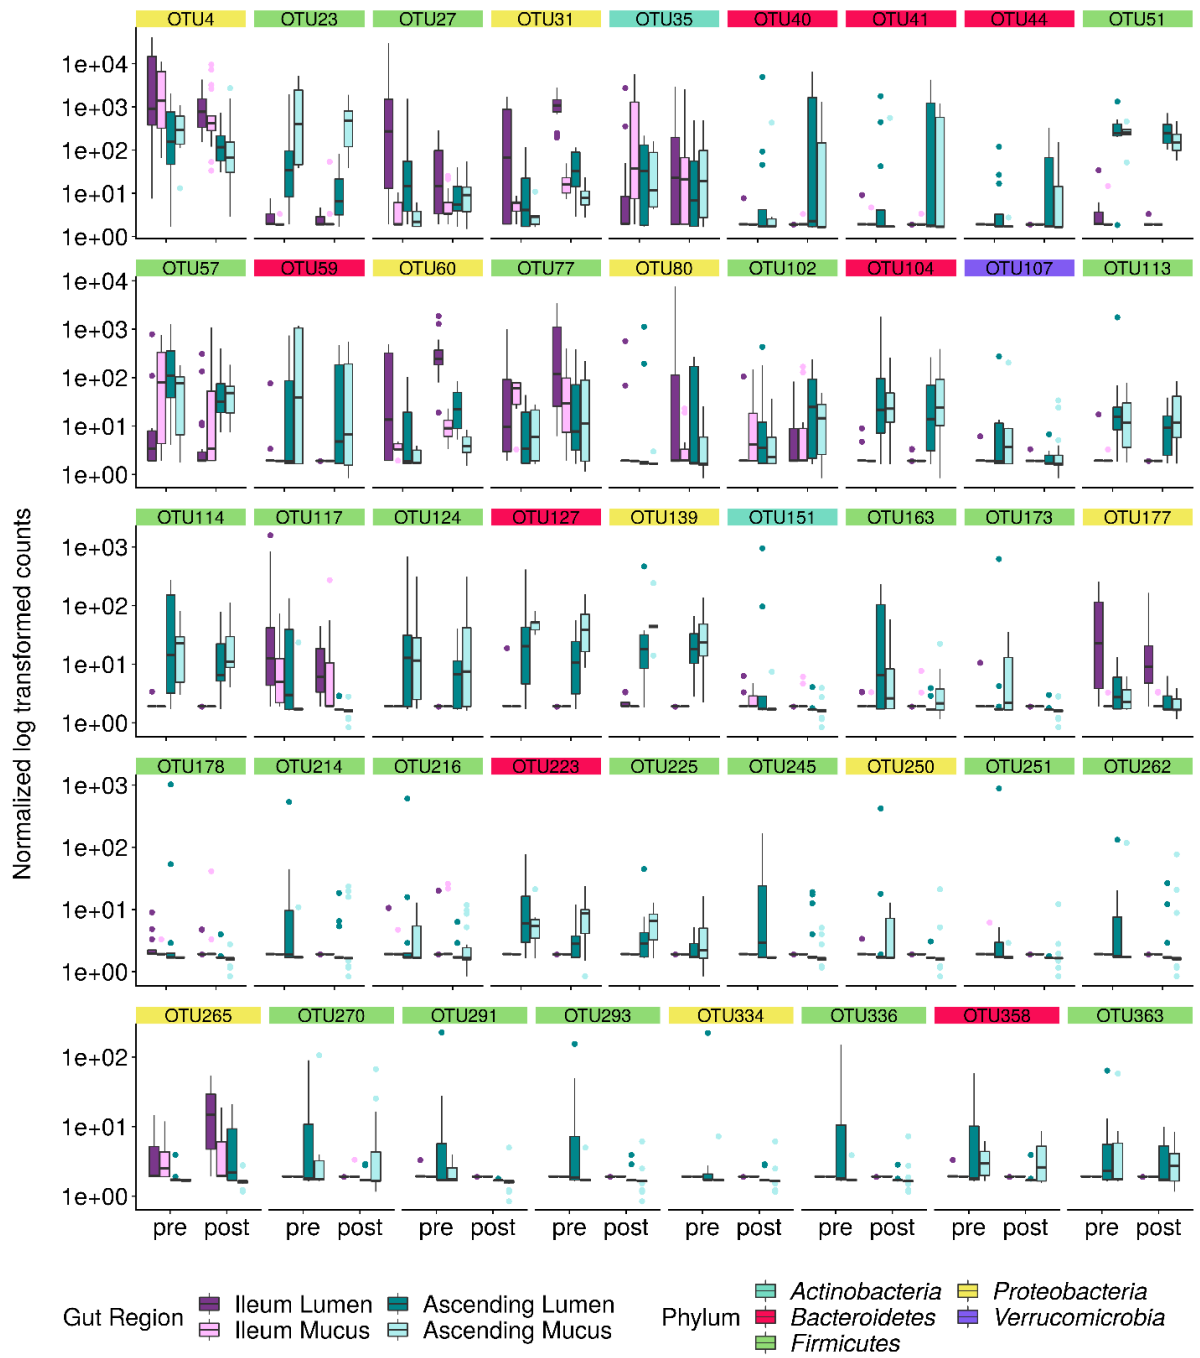 OTU4 OTU23 OTU27 OTU31 OTU35 OTU40 OTU41 OTU44 OTU51
1e+04
1e+03
1e+02
1e+01
1e+00
OTU57 OTU59 OTU60 OTU77 OTU80 OTU102 OTU104 OTU107 OTU113
1e+04
1e+03
1e+02
1e+01
1e+00
Normalized log transformed counts
OTU114 OTU117 OTU124 OTU127 OTU139 OTU151 OTU163 OTU173 OTU177
1e+03
1e+02
1e+01
1e+00
OTU178 OTU214 OTU216 OTU223 OTU225 OTU245 OTU250 OTU251 OTU262
1e+03
1e+02
1e+01
1e+00
OTU265 OTU270 OTU291 OTU293 OTU334 OTU336 OTU358 OTU363
1e+02
1e+01
1e+00
pre post pre post pre post pre post pre post pre post pre post pre post
Gut Region
Ileum Lumen Ascending Lumen
Ileum Mucus Ascending Mucus
Phylum
Actinobacteria Proteobacteria
Bacteroidetes Verrucomicrobia
Firmicutes